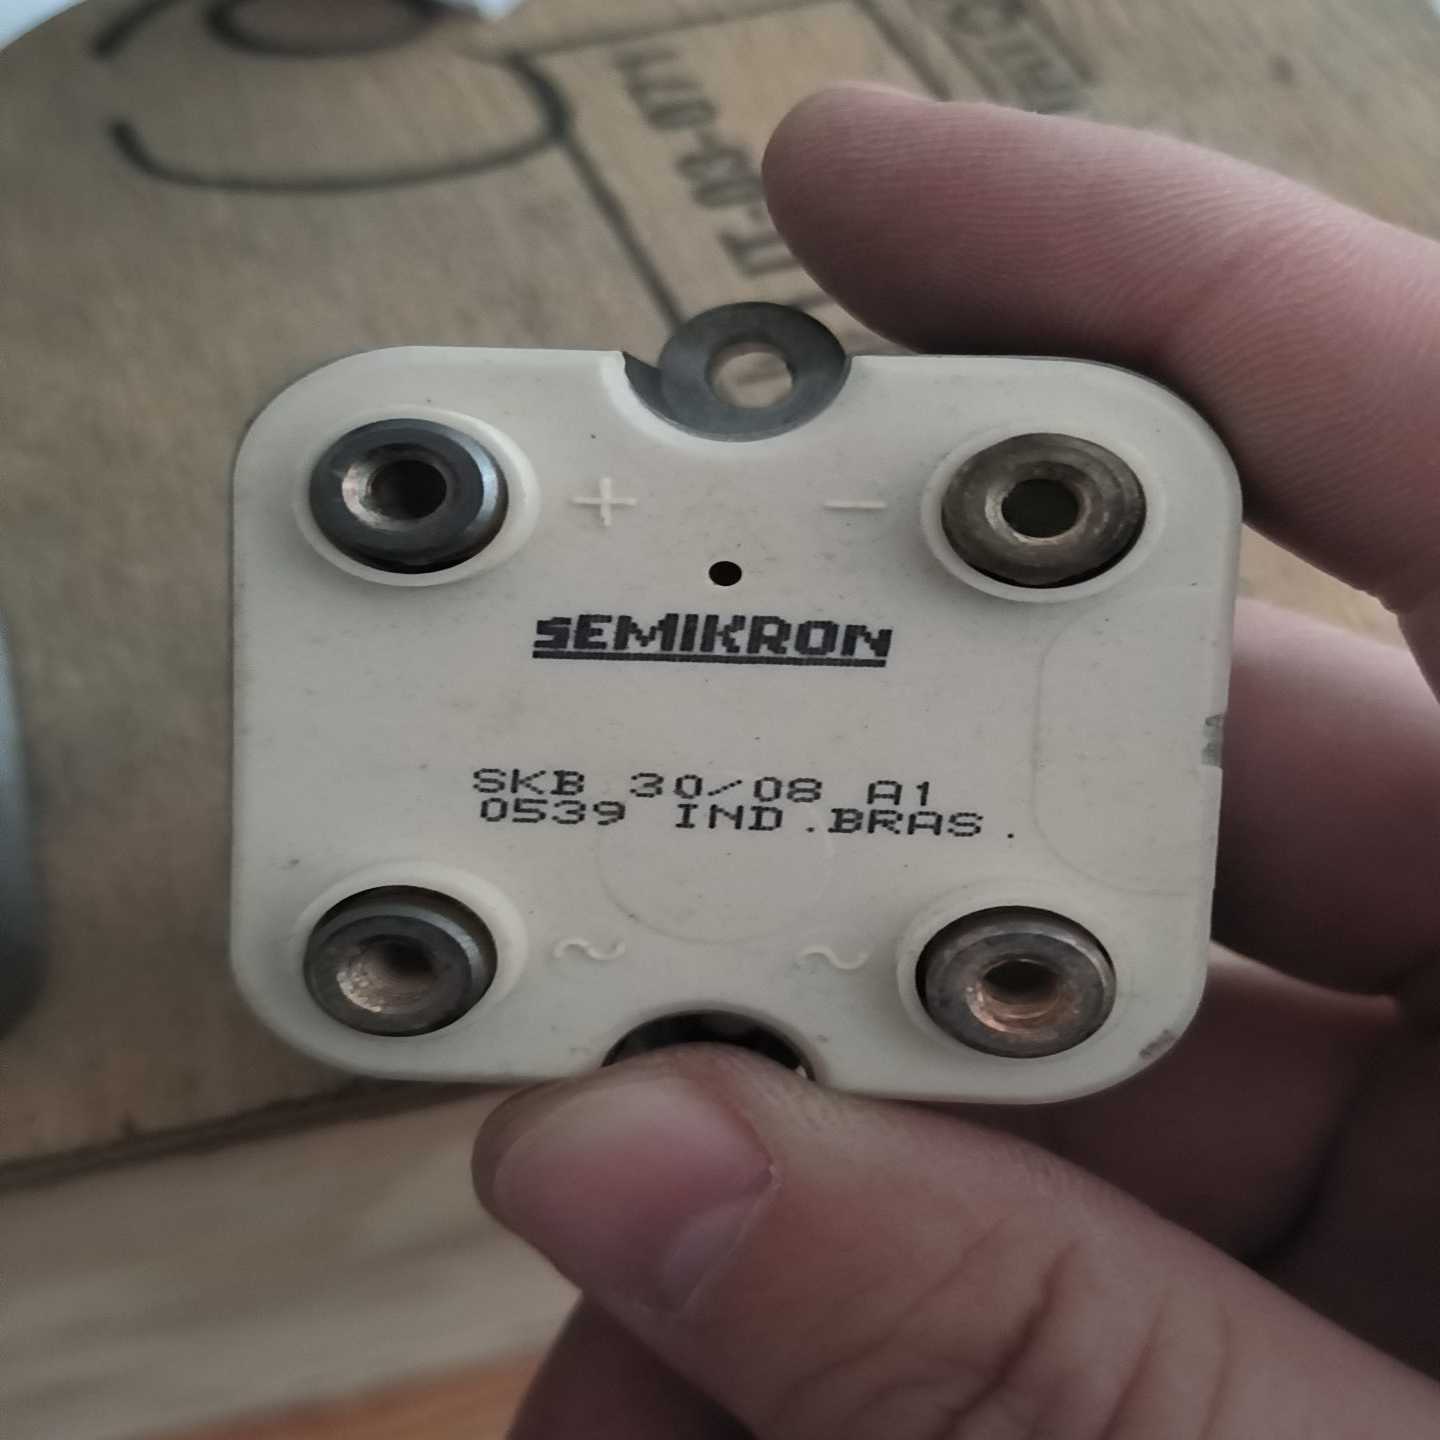 + −
SEMIKRON
SKB 30/08 A1
0539 IND.BRAS.
~ ~